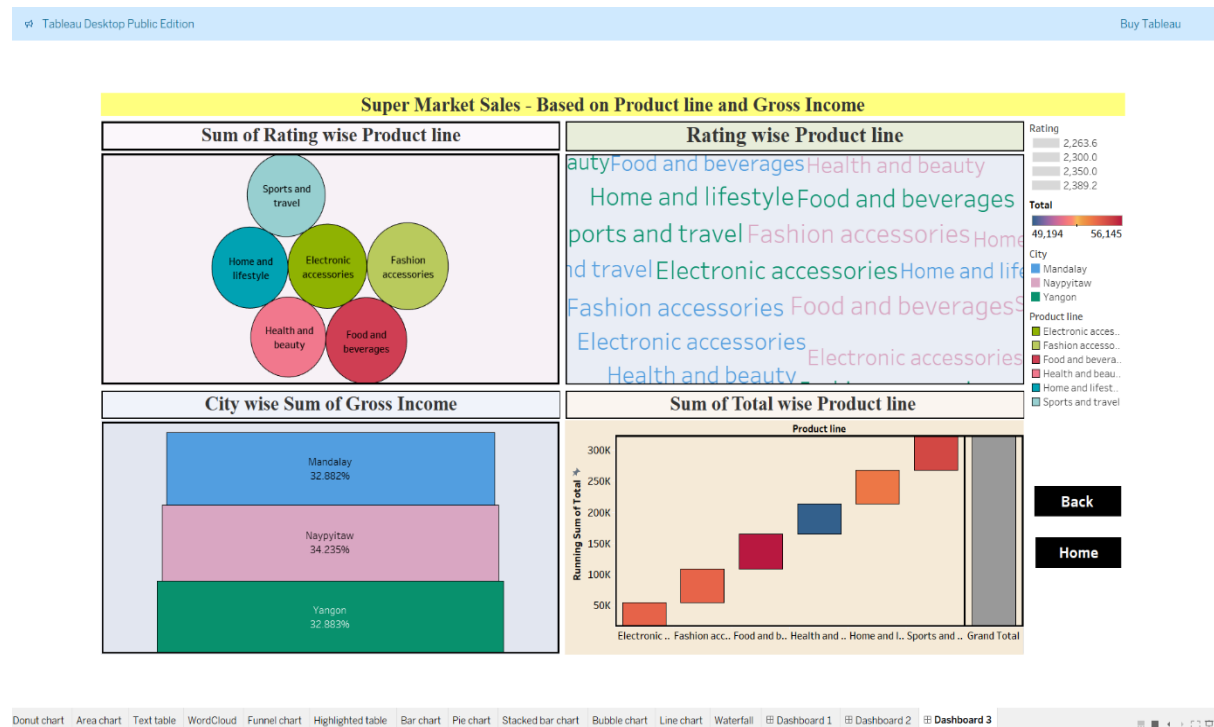 Tableau Desktop Public Edition
Buy Tableau
Super Market Sales - Based on Product line and Gross Income
Sum of Rating wise Product line
Sports and
travel
Home and
lifestyle
Electronic
accessories
Fashion
accessories
Health and
beauty
Food and
beverages
Rating wise Product line
autyFood and beverages Health and beauty
Home and lifestyle Food and beverages
ports and travel Fashion accessories Home
nd travel Electronic accessories Home and life
Fashion accessories Food and beverages
Electronic accessories
Electronic accessories
Health and beauty
City wise Sum of Gross Income
Mandalay
32.882%
Naypyitaw
34.235%
Yangon
32.883%
Sum of Total wise Product line
Product line
Running Sum of Total
300K
250K
200K
150K
100K
50K
Electronic .. Fashion acc.. Food and b.. Health and .. Home and l.. Sports and .. Grand Total
Rating
2,263.6
2,300.0
2,350.0
2,389.2
Total
49,194 56,145
City
Mandalay
Naypyitaw
Yangon
Product line
Electronic acces..
Fashion accesso..
Food and bevera..
Health and beau..
Home and lifest..
Sports and travel
Back
Home
Donut chart Area chart Text table WordCloud Funnel chart Highlighted table Bar chart Pie chart Stacked bar chart Bubble chart Line chart Waterfall Dashboard 1 Dashboard 2 Dashboard 3